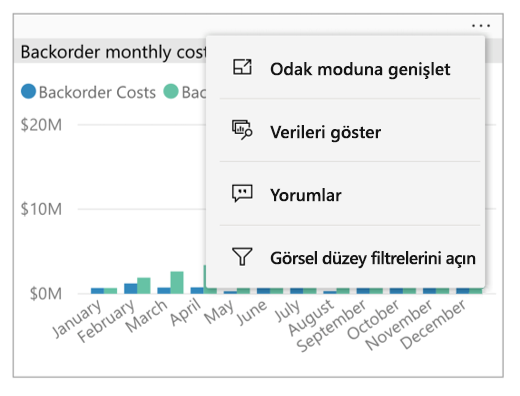 ...
Backorder monthly cost
Backorder Costs
Odak moduna genişlet
Verileri göster
Yorumlar
Görsel düzey filtrelerini açın
$20M
$10M
$0M
January
February
March
April
May
June
July
August
September
October
November
December